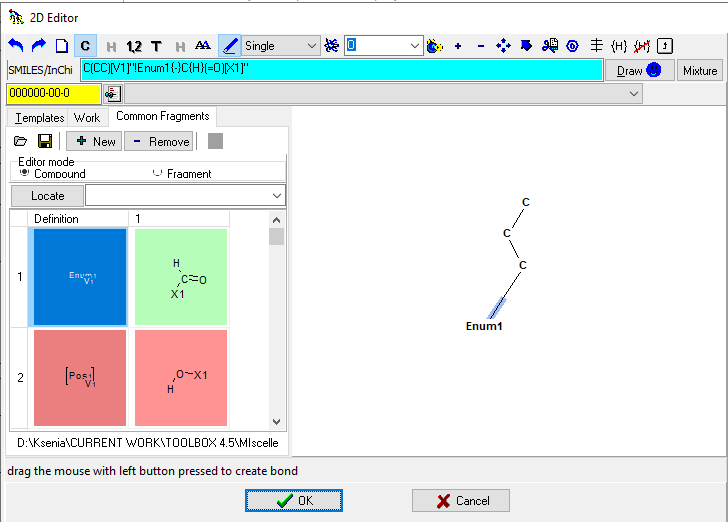 2D Editor
C H 1,2 T H AA Single O {H} {H}
SMILES/InChi C(CC)[V1]"!Enum1{-}C{H}(=O)[X1]" Draw Mixture
000000-00-0
Templates Work Common Fragments
New Remove
Editor mode
Compound Fragment
Locate
Definition 1
1 Enum1 V1 H C=O X1
2 [Pos1] V1 H O~X1
D:\Ksenia\CURRENT WORK\TOOLBOX 4.5\MIscelle
C
C
C
Enum1
drag the mouse with left button pressed to create bond
OK Cancel